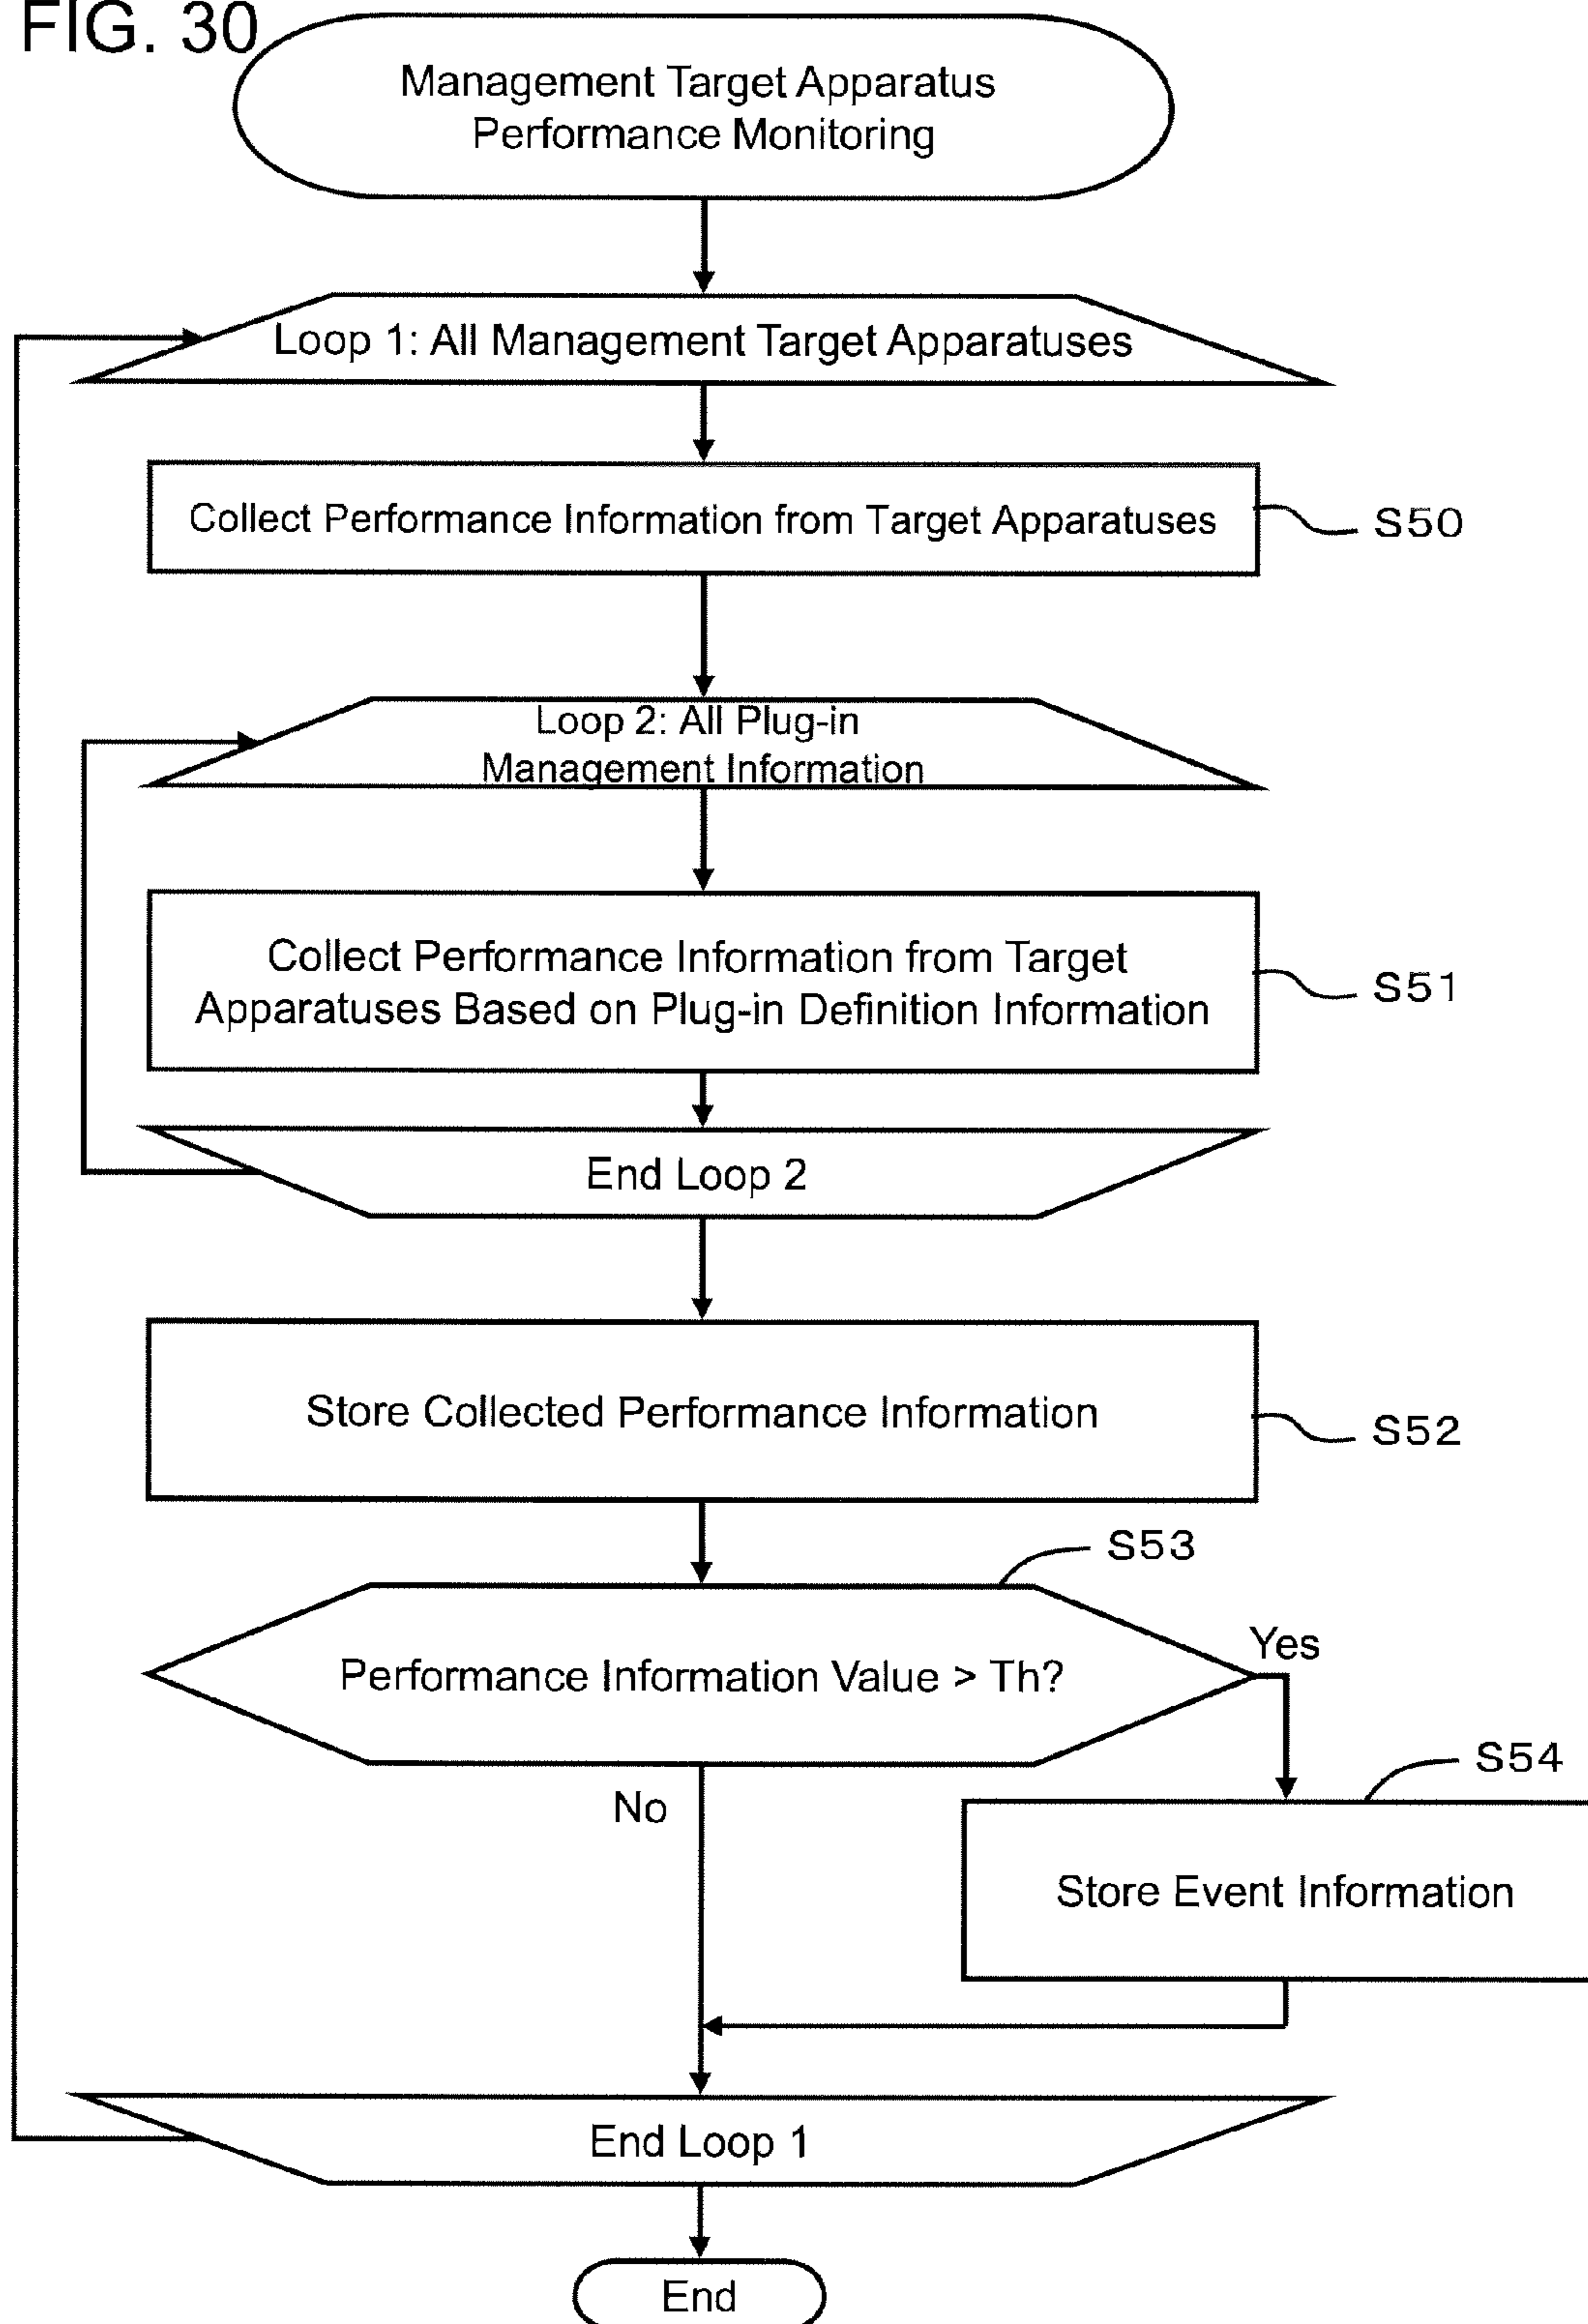 FIG. 30
Management Target Apparatus
Performance Monitoring
Loop 1: All Management Target Apparatuses
Collect Performance Information from Target Apparatuses
S50
Loop 2: All Plug-in
Management Information
Collect Performance Information from Target
Apparatuses Based on Plug-in Definition Information
S51
End Loop 2
Store Collected Performance Information
S52
S53
Performance Information Value > Th?
Yes
No
S54
Store Event Information
End Loop 1
End